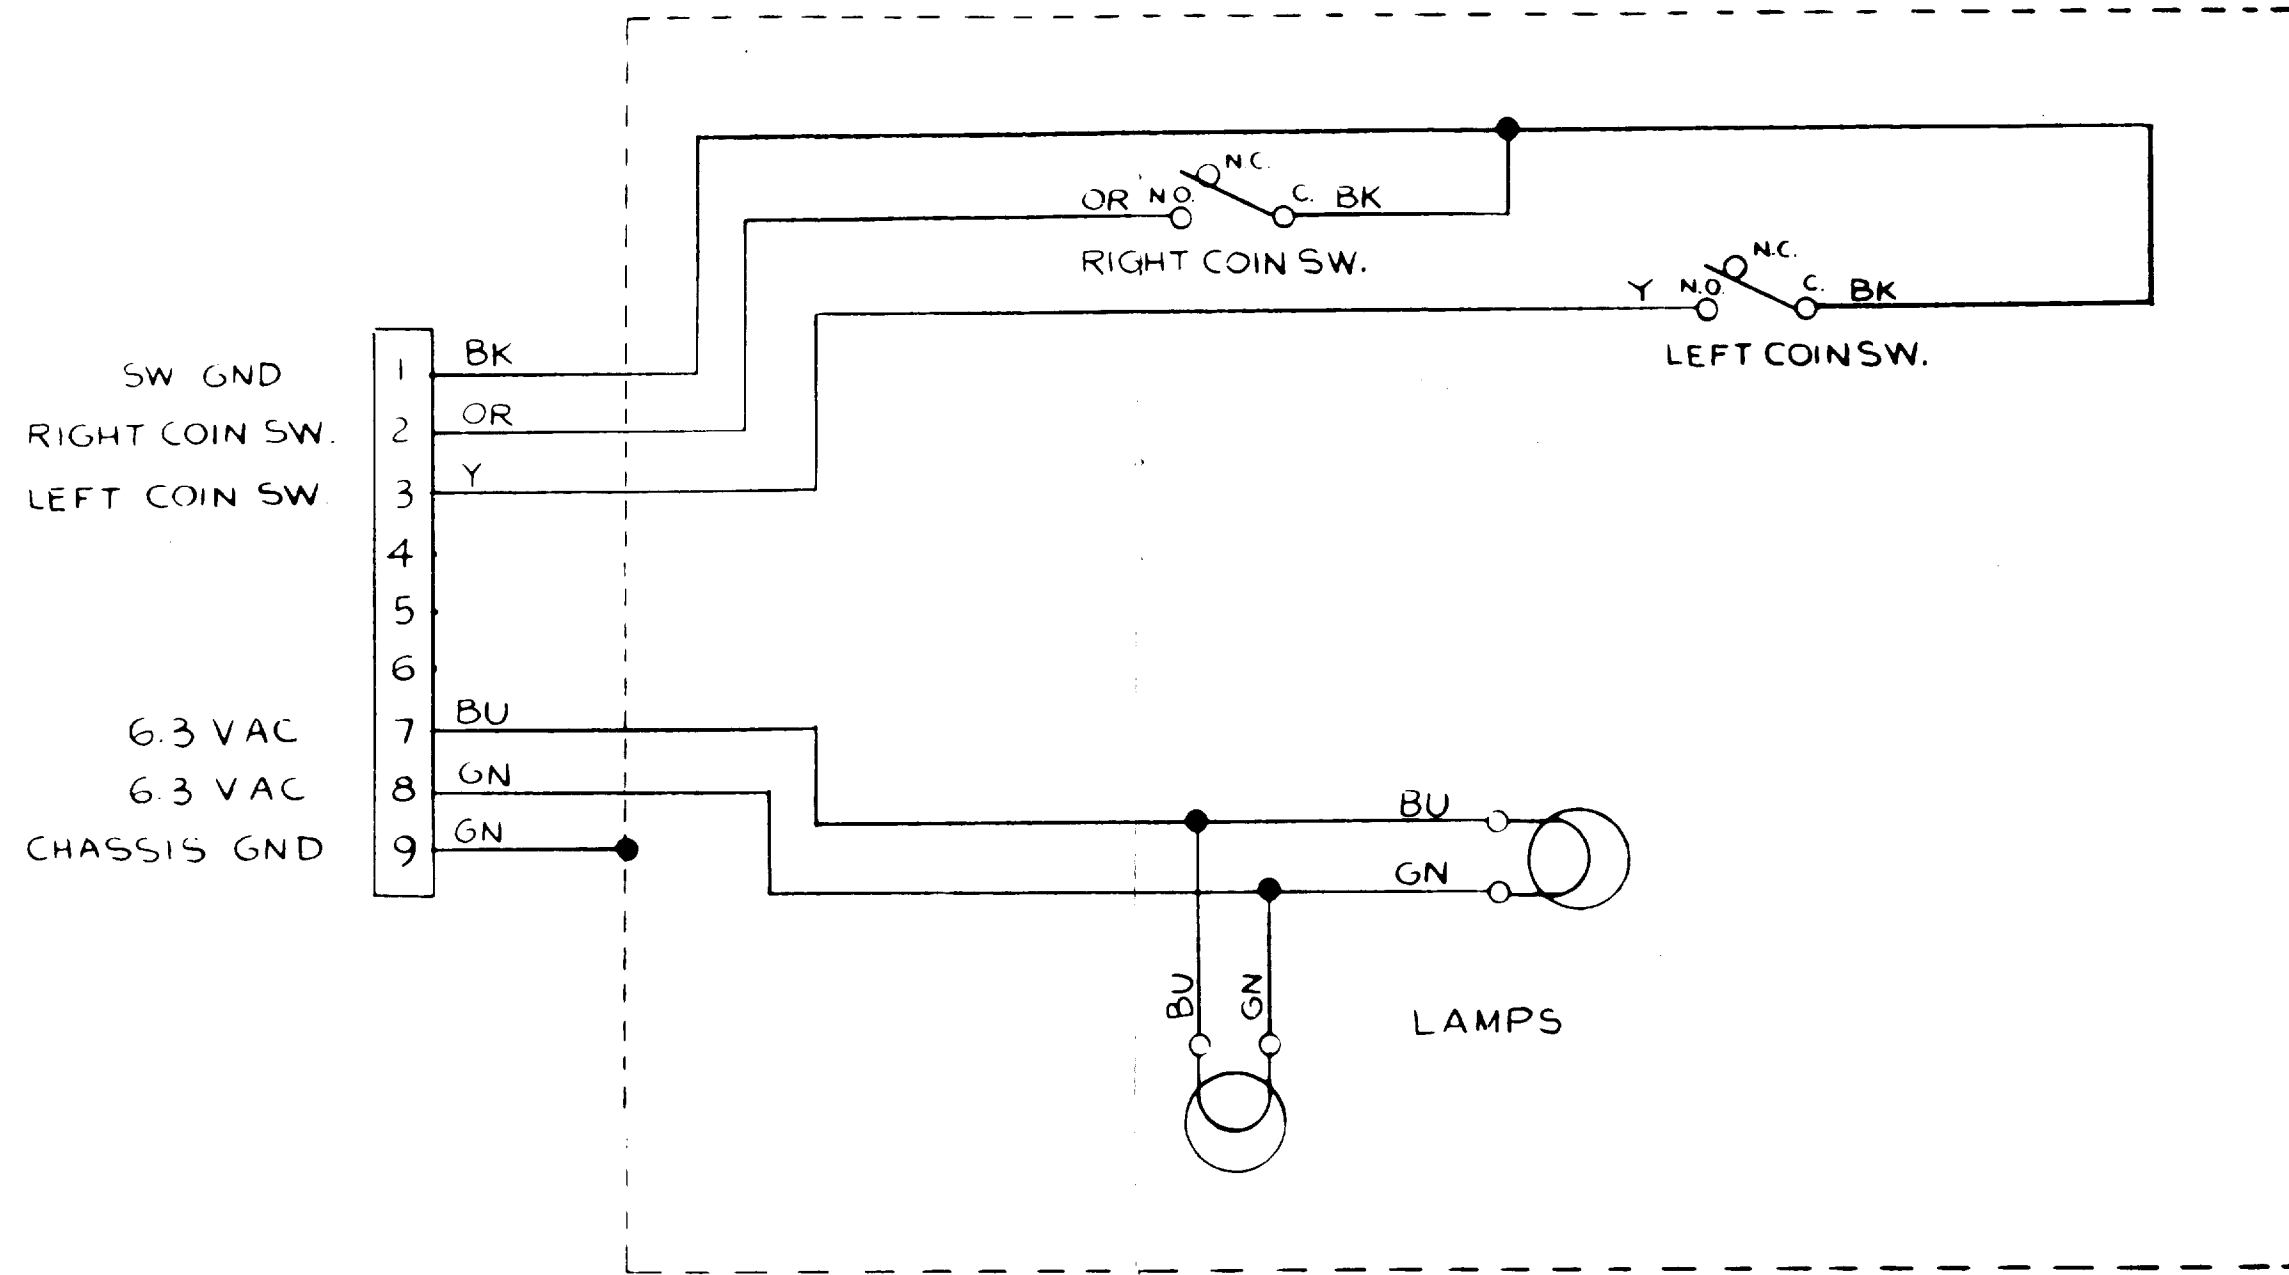 N.C.
OR N.O. C. BK
RIGHT COIN SW.
N.C.
Y N.O. C. BK
LEFT COIN SW.
SW GND 1 BK
RIGHT COIN SW. 2 OR
LEFT COIN SW. 3 Y
4
5
6
6.3 VAC 7 BU
6.3 VAC 8 GN
CHASSIS GND 9 GN
BU
GN
BU
GN
LAMPS